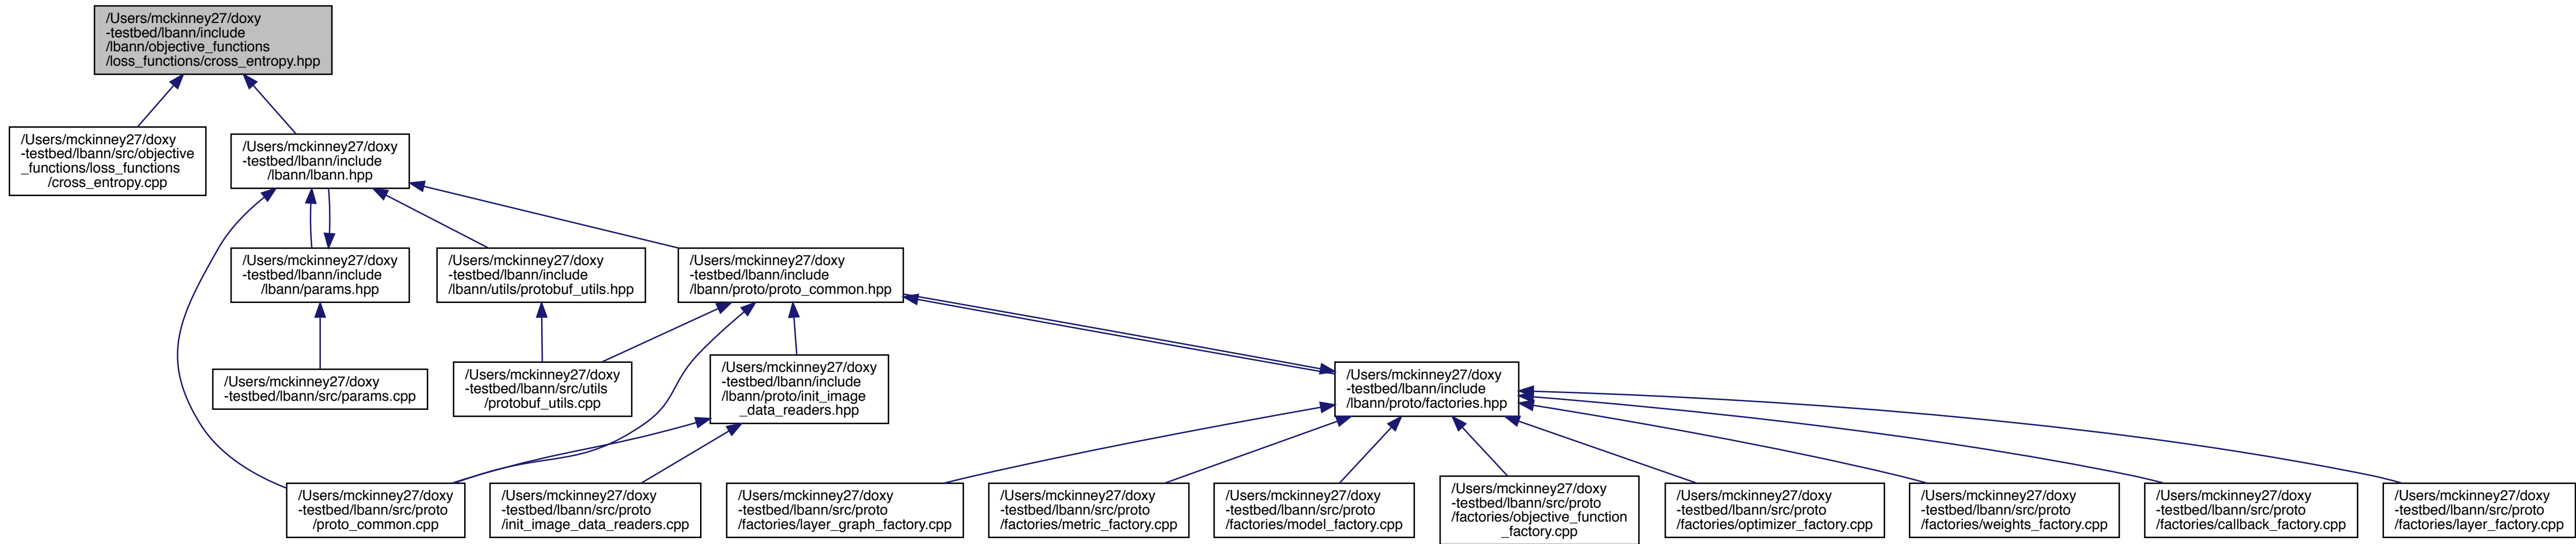 /Users/mckinney27/doxy
-testbed/lbann/include
/lbann/objective_functions
/loss_functions/cross_entropy.hpp
/Users/mckinney27/doxy
-testbed/lbann/src/objective
_functions/loss_functions
/cross_entropy.cpp
/Users/mckinney27/doxy
-testbed/lbann/include
/lbann/lbann.hpp
/Users/mckinney27/doxy
-testbed/lbann/include
/lbann/params.hpp
/Users/mckinney27/doxy
-testbed/lbann/include
/lbann/utils/protobuf_utils.hpp
/Users/mckinney27/doxy
-testbed/lbann/include
/lbann/proto/proto_common.hpp
/Users/mckinney27/doxy
-testbed/lbann/src/params.cpp
/Users/mckinney27/doxy
-testbed/lbann/src/utils
/protobuf_utils.cpp
/Users/mckinney27/doxy
-testbed/lbann/include
/lbann/proto/init_image
_data_readers.hpp
/Users/mckinney27/doxy
-testbed/lbann/include
/lbann/proto/factories.hpp
/Users/mckinney27/doxy
-testbed/lbann/src/proto
/proto_common.cpp
/Users/mckinney27/doxy
-testbed/lbann/src/proto
/init_image_data_readers.cpp
/Users/mckinney27/doxy
-testbed/lbann/src/proto
/factories/layer_graph_factory.cpp
/Users/mckinney27/doxy
-testbed/lbann/src/proto
/factories/metric_factory.cpp
/Users/mckinney27/doxy
-testbed/lbann/src/proto
/factories/model_factory.cpp
/Users/mckinney27/doxy
-testbed/lbann/src/proto
/factories/objective_function
_factory.cpp
/Users/mckinney27/doxy
-testbed/lbann/src/proto
/factories/optimizer_factory.cpp
/Users/mckinney27/doxy
-testbed/lbann/src/proto
/factories/weights_factory.cpp
/Users/mckinney27/doxy
-testbed/lbann/src/proto
/factories/callback_factory.cpp
/Users/mckinney27/doxy
-testbed/lbann/src/proto
/factories/layer_factory.cpp